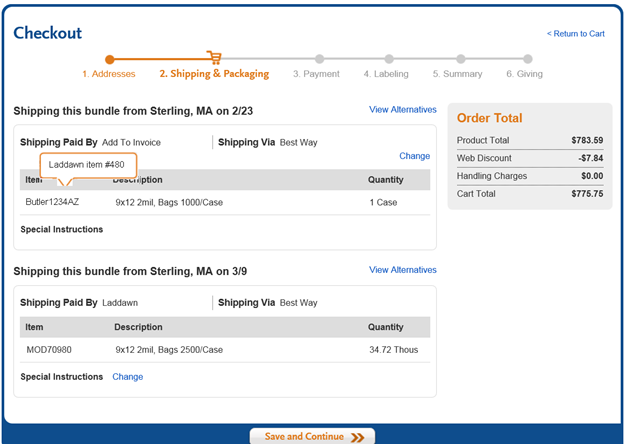 Checkout
< Return to Cart
1. Addresses 2. Shipping & Packaging 3. Payment 4. Labeling 5. Summary 6. Giving
Shipping this bundle from Sterling, MA on 2/23 View Alternatives
Shipping Paid By Add To Invoice Shipping Via Best Way
Change
Laddawn item #480
Item Description Quantity
Butler1234AZ 9x12 2mil, Bags 1000/Case 1 Case
Special Instructions
Shipping this bundle from Sterling, MA on 3/9 View Alternatives
Shipping Paid By Laddawn Shipping Via Best Way
Item Description Quantity
MOD70980 9x12 2mil, Bags 2500/Case 34.72 Thous
Special Instructions Change
Order Total
Product Total $783.59
Web Discount -$7.84
Handling Charges $0.00
Cart Total $775.75
Save and Continue